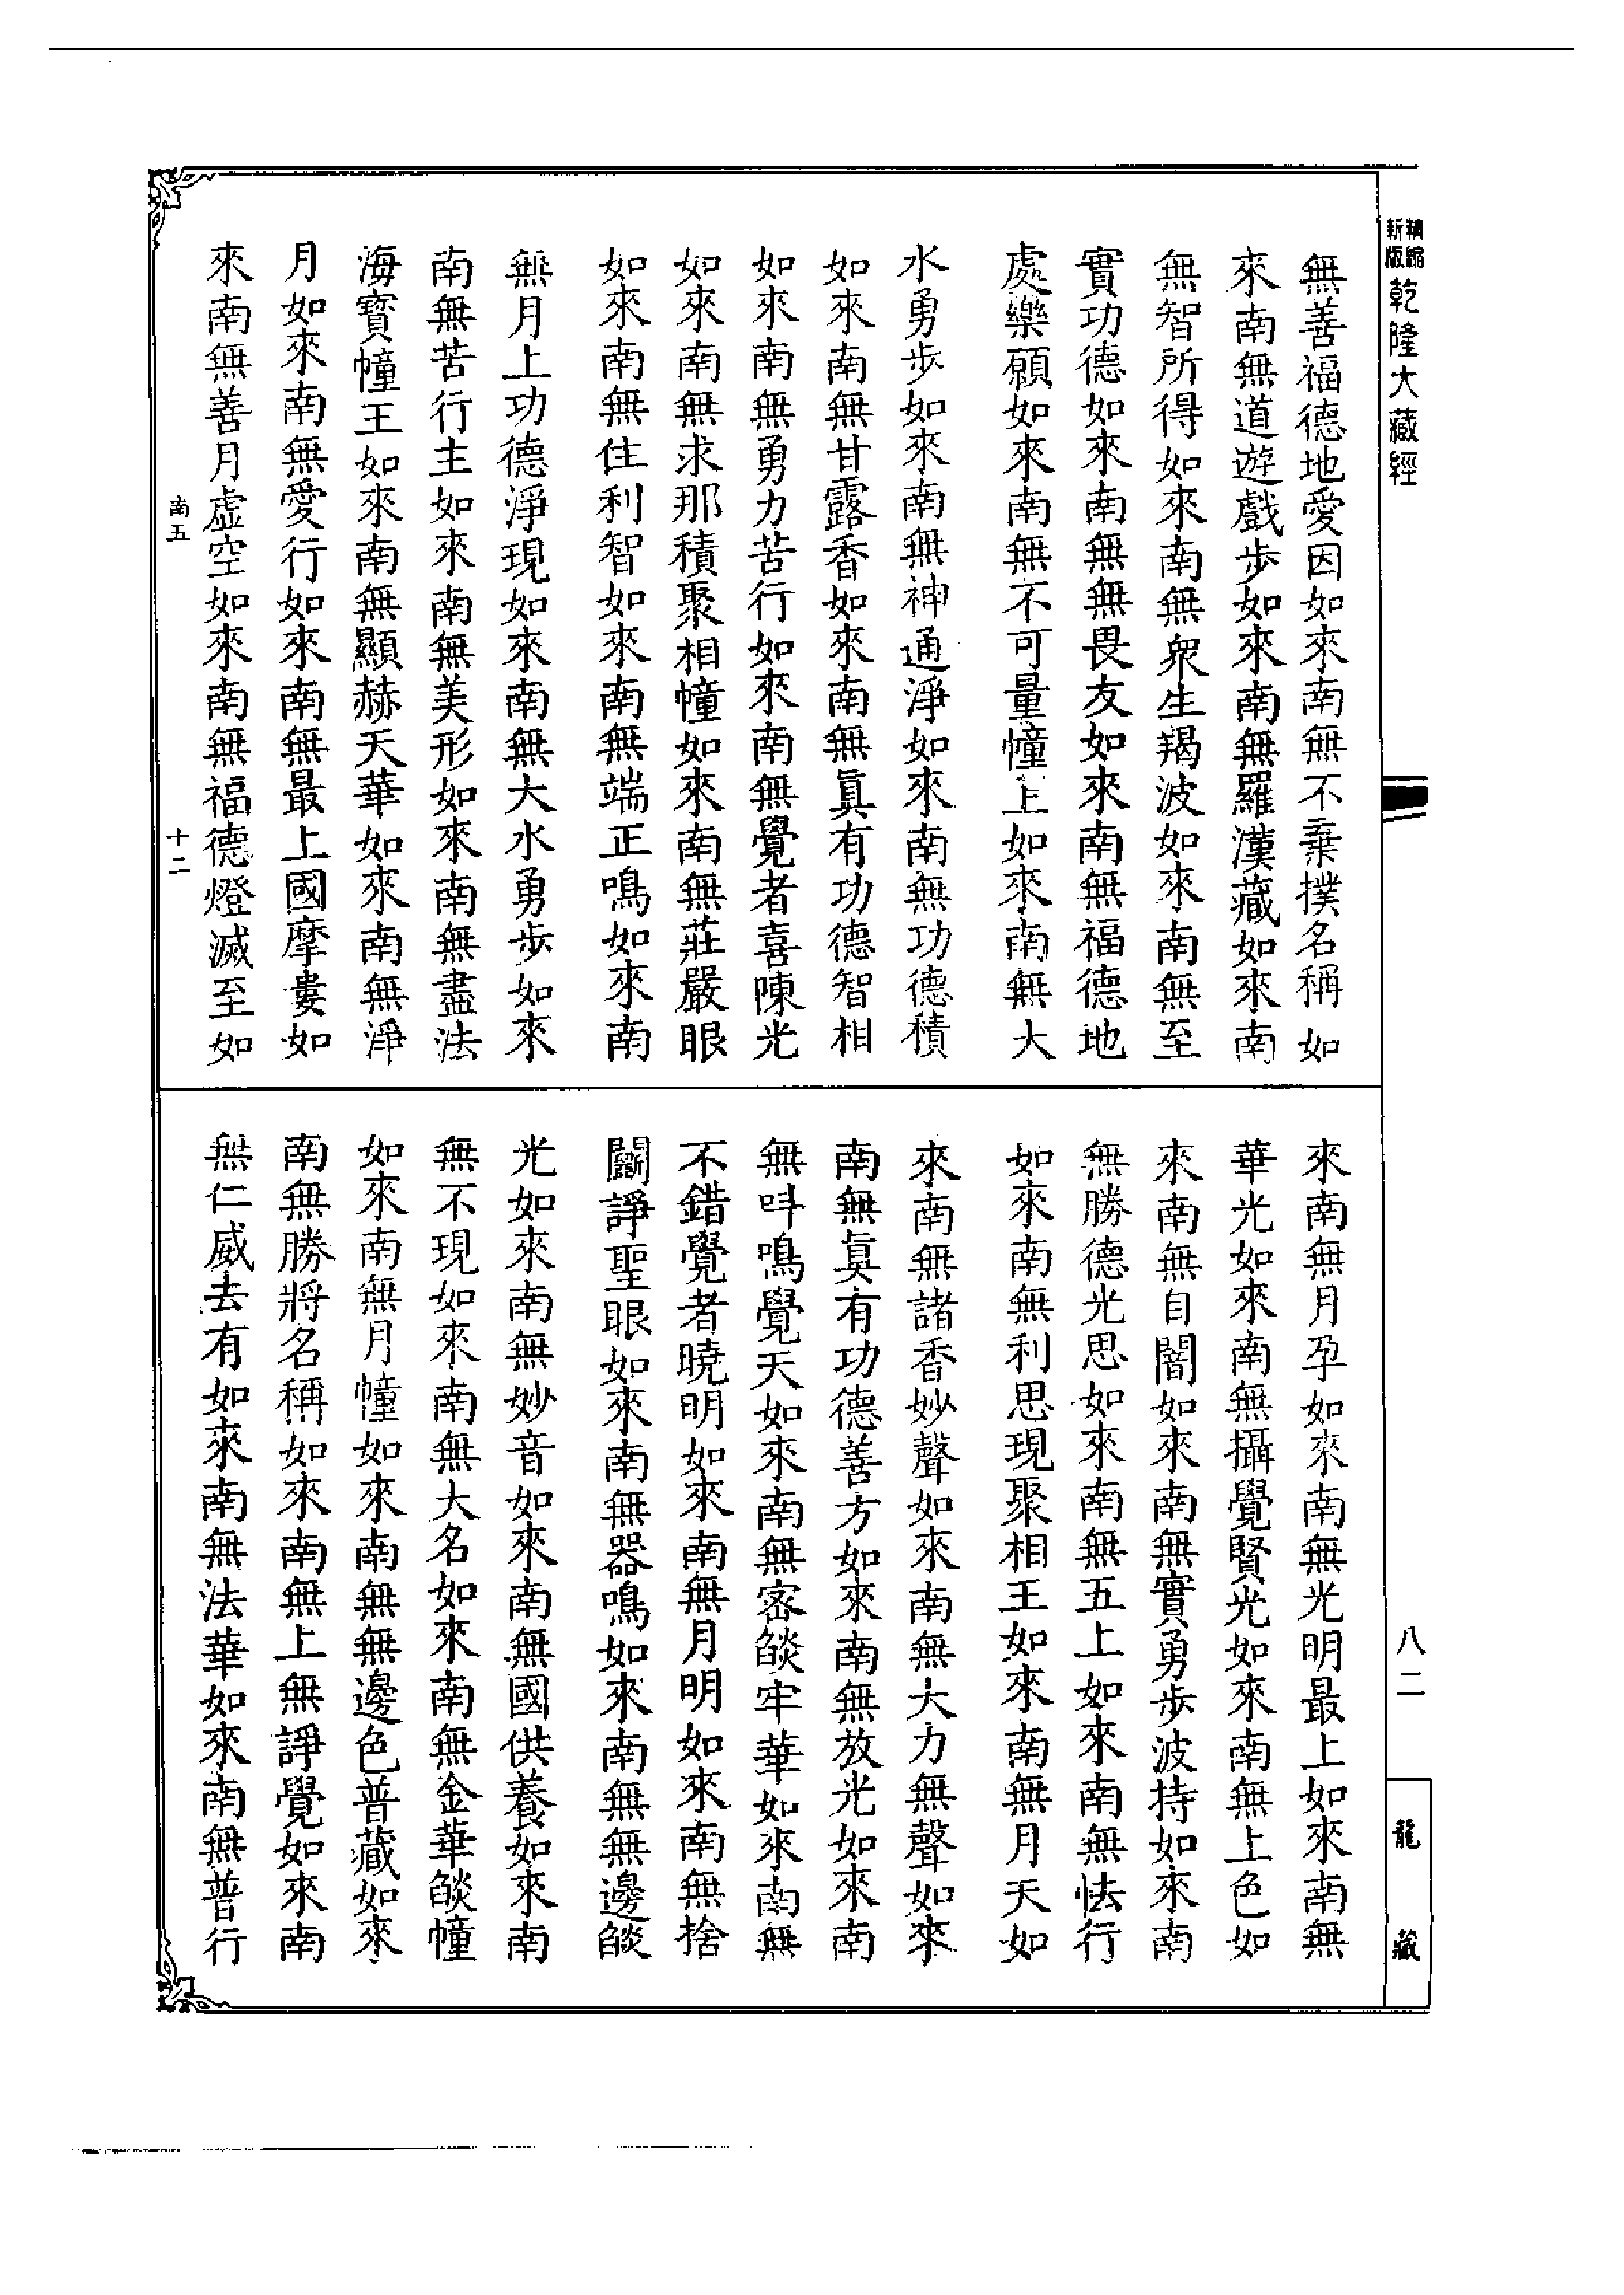 新版精縮乾隆大藏經
無善福德地愛因如來南無不棄撲名稱如
來南無道遊戲步如來南無羅漢藏如來南
無智所得如來南無衆生羯波如來南無至
實功德如來南無無畏友如來南無福德地
處樂願如來南無不可量幢上如來南無大
水勇步如來南無神通淨如來南無功德積
如來南無甘露香如來南無眞有功德智相
如來南無勇力苦行如來南無覺者喜陳光
如來南無求那積聚相幢如來南無莊嚴眼
如來南無住利智如來南無端正鳴如來南
無月上功德淨現如來南無大水勇步如來
南無苦行主如來南無美形如來南無盡法
海寳幢王如來南無顯赫天華如來南無淨
月如來南無愛行如來南無最上國摩婁如
來南無善月虛空如來南無福德燈滅至如
南五
十二
來南無月孕如來南無光明最上如來南無
華光如來南無攝覺賢光如來南無上色如
來南無自闇如來南無實勇步波持如來南
無勝德光思如來南無五上如來南無怯行
如來南無利思現聚相王如來南無月天如
來南無諸香妙聲如來南無大力無聲如來
南無眞有功德善方如來南無放光如來南
無呌鳴覺天如來南無密燄牢華如來南無
不錯覺者曉明如來南無月明如來南無捨
鬭諍聖眼如來南無器鳴如來南無無邊燄
光如來南無妙音如來南無國供養如來南
無不現如來南無大名如來南無金華燄幢
如來南無月幢如來南無無邊色普藏如來
南無勝將名稱如來南無上無諍覺如來南
無仁威去有如來南無法華如來南無普行
八二
龍藏